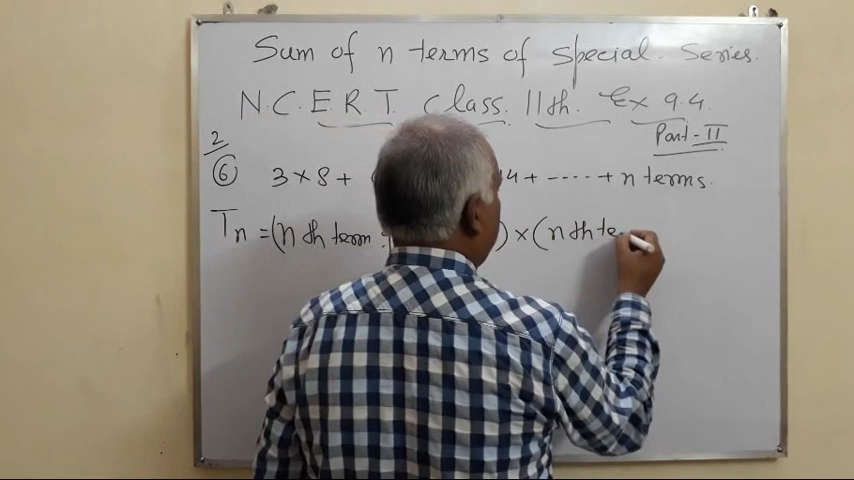 Sum of n terms of special. Series.
N.C.E.R.T. Class. 11th. Ex 9.4.
Part-II
2
6 3×8+ 4+ ----+ n terms.
Tn =(n th term )×(n th te